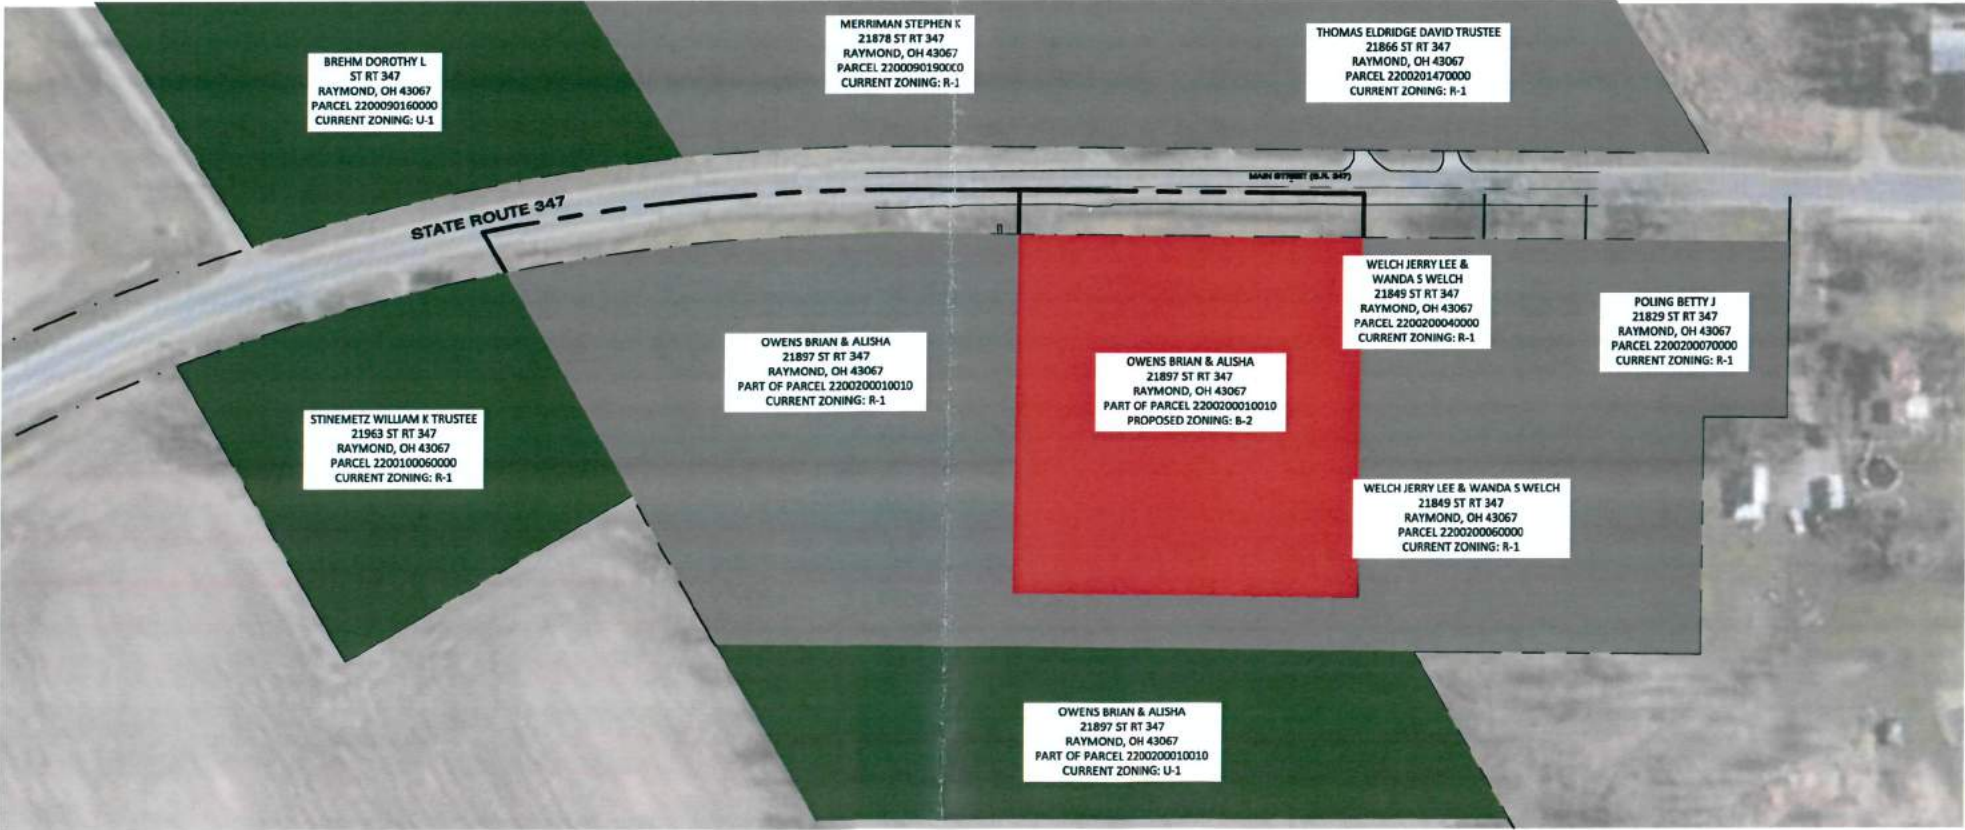 BREHM DOROTHY L
ST RT 347
RAYMOND, OH 43067
PARCEL 2200090160000
CURRENT ZONING: U-1
MERRIMAN STEPHEN K
21878 ST RT 347
RAYMOND, OH 43067
PARCEL 2200090190000
CURRENT ZONING: R-1
THOMAS ELDRIDGE DAVID TRUSTEE
21866 ST RT 347
RAYMOND, OH 43067
PARCEL 2200201470000
CURRENT ZONING: R-1
MAIN STREET (S.R. 347)
STATE ROUTE 347
WELCH JERRY LEE &
WANDA S WELCH
21849 ST RT 347
RAYMOND, OH 43067
PARCEL 2200200040000
CURRENT ZONING: R-1
POLING BETTY J
21829 ST RT 347
RAYMOND, OH 43067
PARCEL 2200200070000
CURRENT ZONING: R-1
OWENS BRIAN & ALISHA
21897 ST RT 347
RAYMOND, OH 43067
PART OF PARCEL 2200200010010
CURRENT ZONING: R-1
OWENS BRIAN & ALISHA
21897 ST RT 347
RAYMOND, OH 43067
PART OF PARCEL 2200200010010
PROPOSED ZONING: B-2
STINEMETZ WILLIAM K TRUSTEE
21963 ST RT 347
RAYMOND, OH 43067
PARCEL 2200100060000
CURRENT ZONING: R-1
WELCH JERRY LEE & WANDA S WELCH
21849 ST RT 347
RAYMOND, OH 43067
PARCEL 2200200060000
CURRENT ZONING: R-1
OWENS BRIAN & ALISHA
21897 ST RT 347
RAYMOND, OH 43067
PART OF PARCEL 2200200010010
CURRENT ZONING: U-1